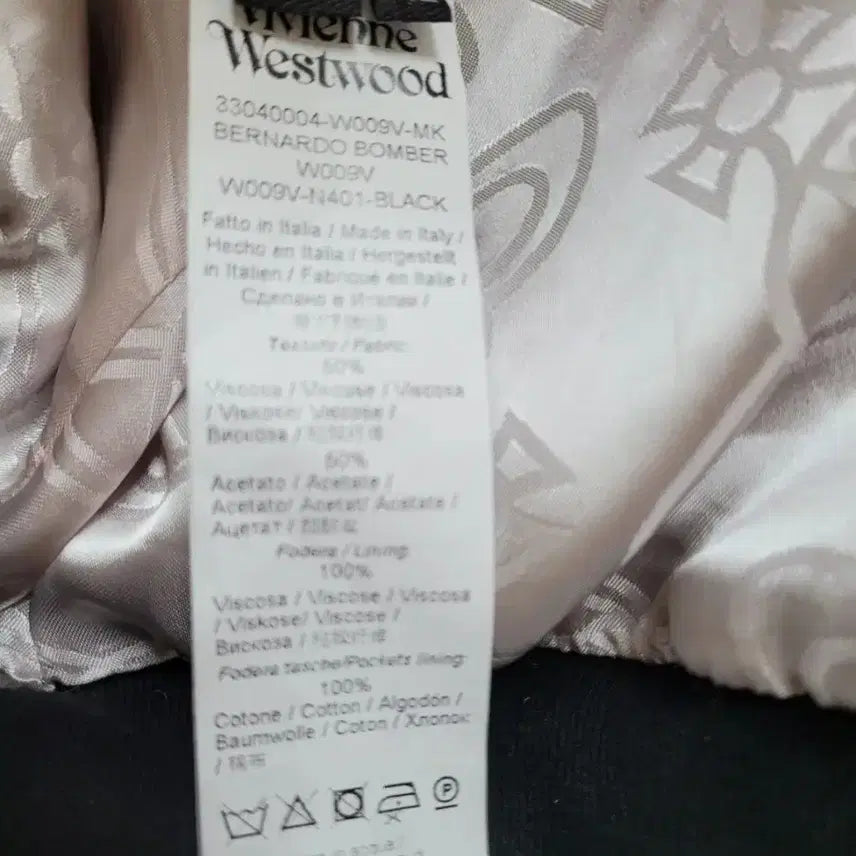 Vivienne
Westwood
33040004-W009V-MK
BERNARDO BOMBER
W009V
W009V-N401-BLACK
Fatto in Italia / Made in Italy /
Hecho en Italia / Hergestellt
in Italien / Fabriqué en Italie /
Сделано в Италии /
Tessuto / Fabric:
50%
Viscosa / Viscose / Viscosa
/ Viskose/ Viscose /
Вискоза /
50%
Acetato / Acetate /
Acetato/ Acetat/ Acetate /
Ацетат /
Fodera / Lining:
100%
Viscosa / Viscose / Viscosa
/ Viskose/ Viscose /
Вискоза /
Fodera tasche/Pockets lining:
100%
Cotone / Cotton / Algodón /
Baumwolle / Coton / Хлопок
/ 棉布
P